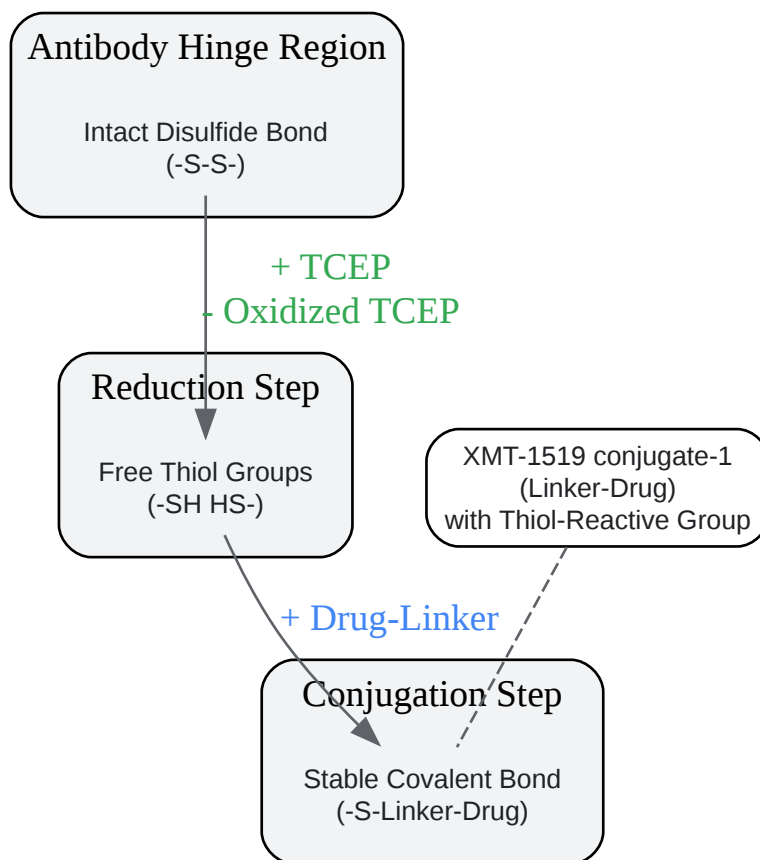 Antibody Hinge Region
Intact Disulfide Bond
(-S-S-)
+ TCEP
- Oxidized TCEP
Reduction Step
Free Thiol Groups
(-SH HS-)
XMT-1519 conjugate-1
(Linker-Drug)
with Thiol-Reactive Group
+ Drug-Linker
Conjugation Step
Stable Covalent Bond
(-S-Linker-Drug)